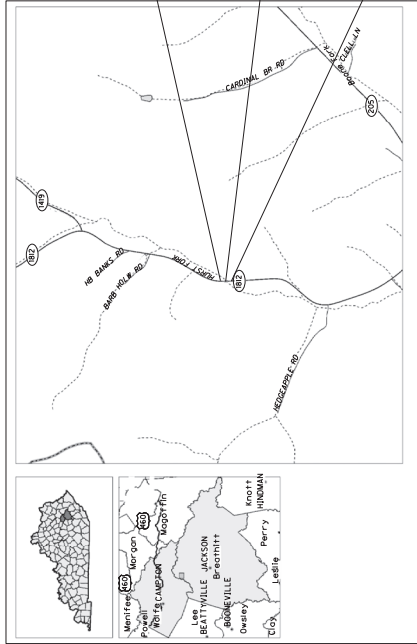 1419
1812
HB BANKS RD
BARB HOLW RD
HURST FORK
1812
HEDGEAPPLE RD
CARDINAL BR RD
CLELL LN
205
Menifee
460
Morgan
Powell
460
Magoffin
Wolfe
CAMPTON
Lee
BEATTYVILLE
JACKSON
Breathitt
BOONEVILLE
Owsley
Knott
HINDMAN
Perry
Clay
Leslie